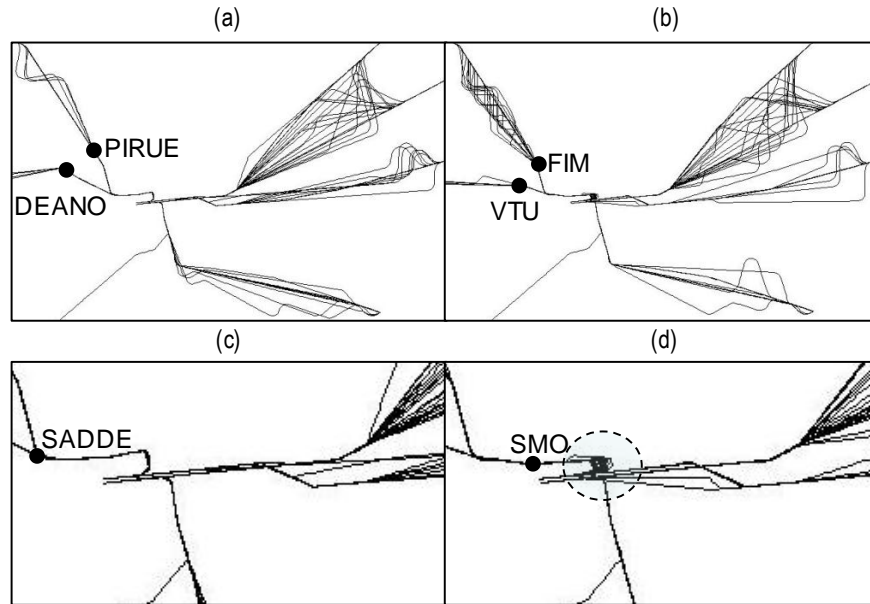 (a)
(b)
PIRUE
DEANO
FIM
VTU
(c)
(d)
SADDE
SMO